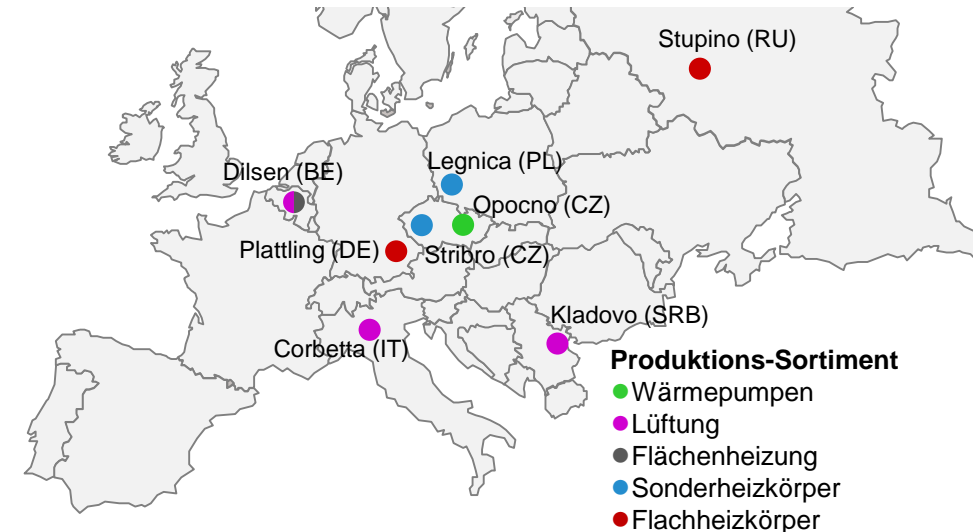 Stupino (RU)
Legnica (PL)
Dilsen (BE)
Opocno (CZ)
Plattling (DE)
Stribro (CZ)
Kladovo (SRB)
Corbetta (IT)
Produktions-Sortiment
Wärmepumpen
Lüftung
Flächenheizung
Sonderheizkörper
Flachheizkörper